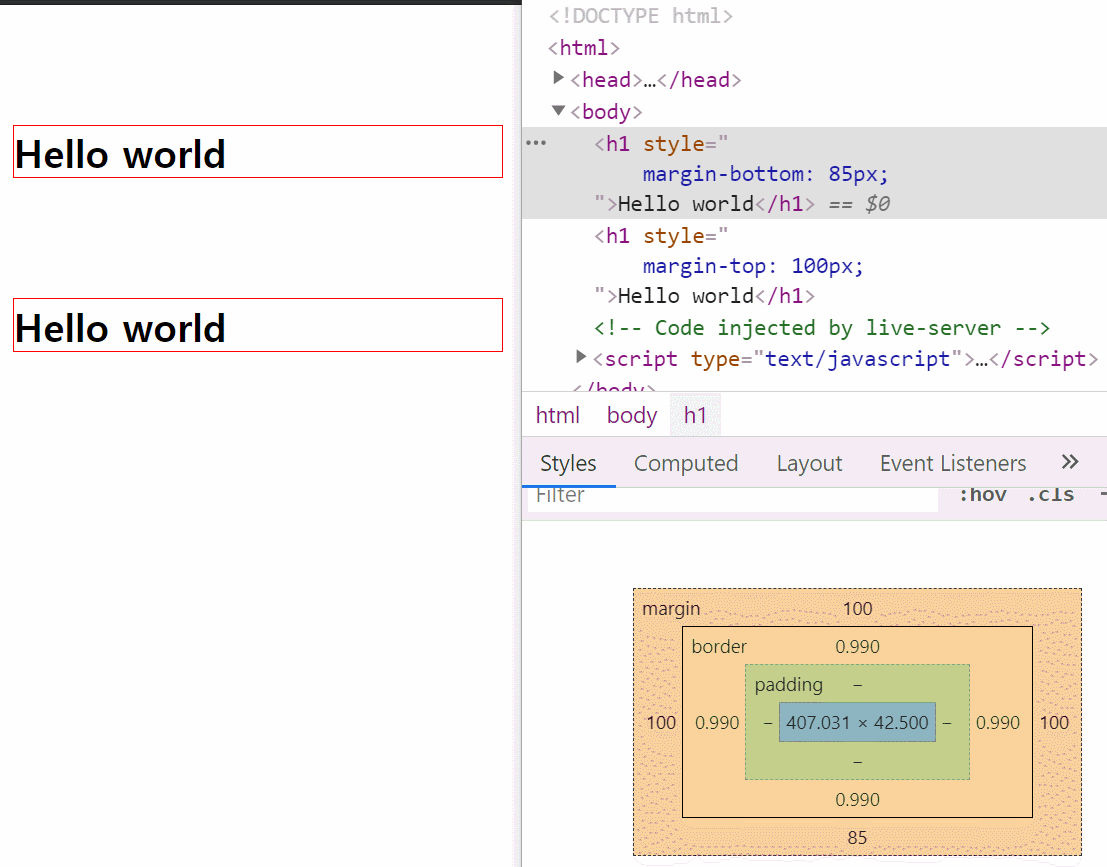 Hello world
Hello world
<!DOCTYPE html>
<html>
<head>…</head>
<body>
<h1 style="
margin-bottom: 85px;
">Hello world</h1> == $0
<h1 style="
margin-top: 100px;
">Hello world</h1>
<!-- Code injected by live-server -->
<script type="text/javascript">…</script>
</body>
html body h1
Styles Computed Layout Event Listeners »
Filter :hov .cls
margin 100
border 0.990
padding –
100 0.990 – 407.031 × 42.500 – 0.990 100
–
0.990
85